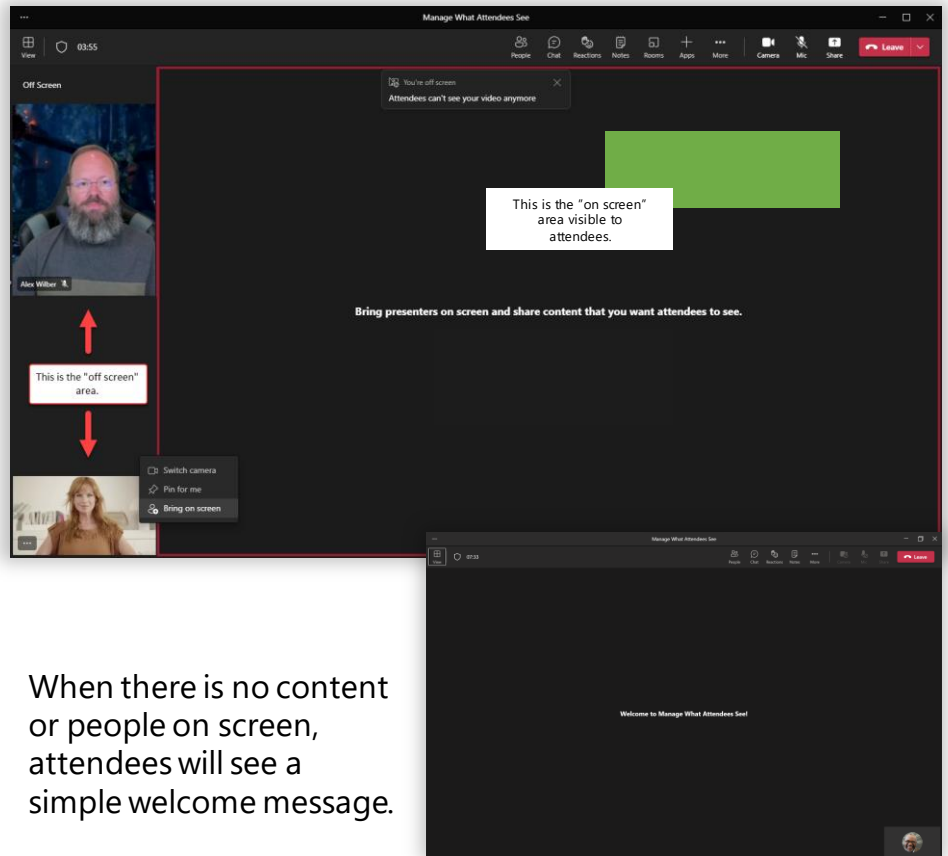 ...
Manage What Attendees See
View
03:55
People
Chat
Reactions
Notes
Rooms
Apps
More
Camera
Mic
Share
Leave
Off Screen
You're off screen
Attendees can't see your video anymore
This is the “on screen”
area visible to
attendees.
Alex Wilber
Bring presenters on screen and share content that you want attendees to see.
This is the "off screen"
area.
Switch camera
Pin for me
Bring on screen
Manage What Attendees See
View
07:33
People
Chat
Reactions
Notes
More
Camera
Mic
Share
Leave
Welcome to Manage What Attendees See!
When there is no content
or people on screen,
attendees will see a
simple welcome message.